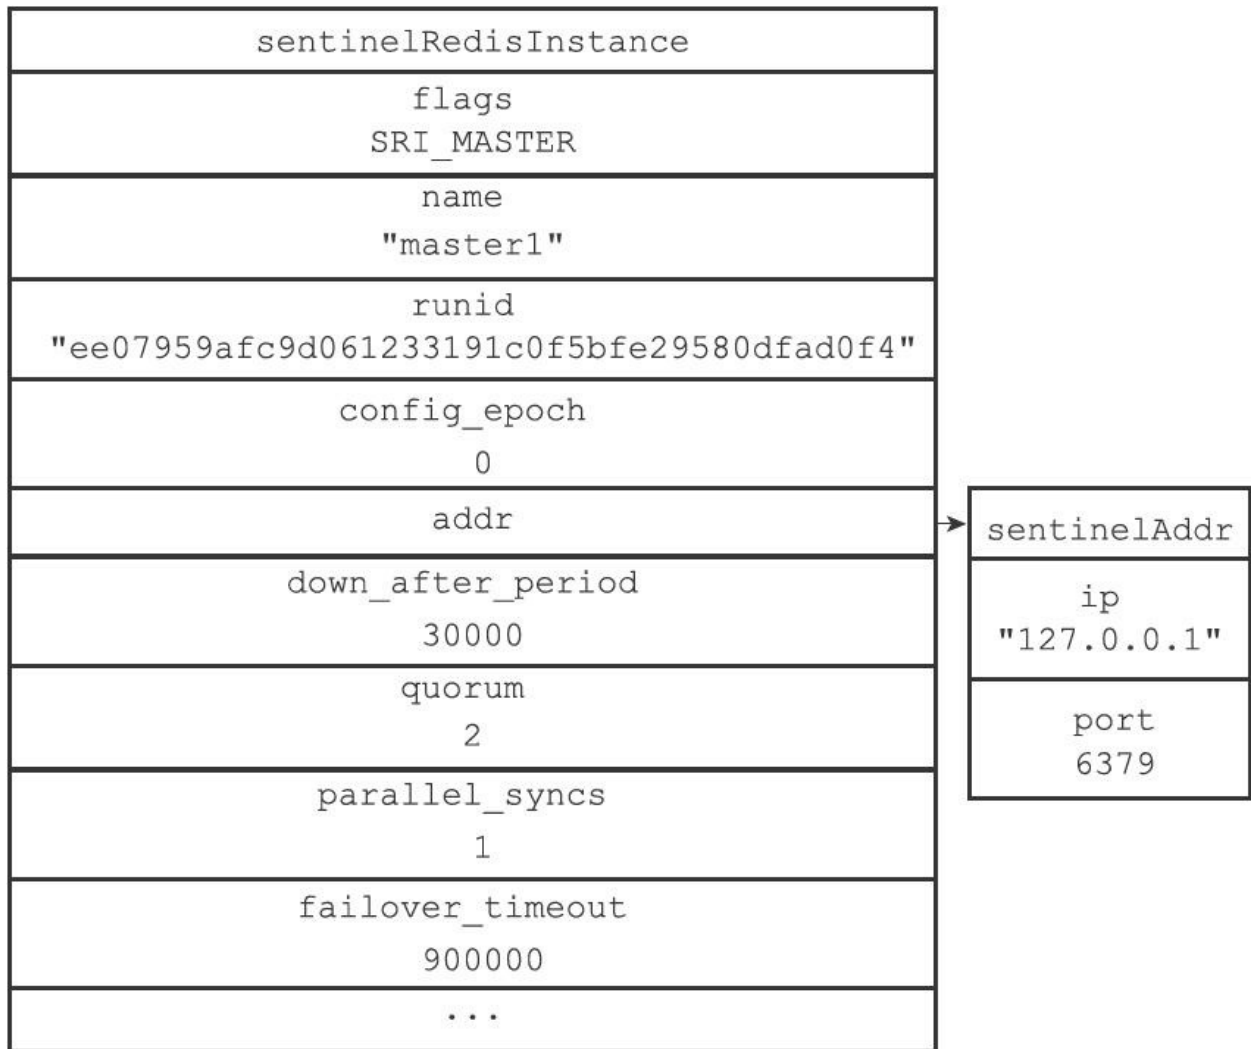 sentinelRedisInstance
flags
SRI_MASTER
name
"master1"
runid
"ee07959afc9d061233191c0f5bfe29580dfad0f4"
config_epoch
0
addr
down_after_period
30000
quorum
2
parallel_syncs
1
failover_timeout
900000
...
sentinelAddr
ip
"127.0.0.1"
port
6379